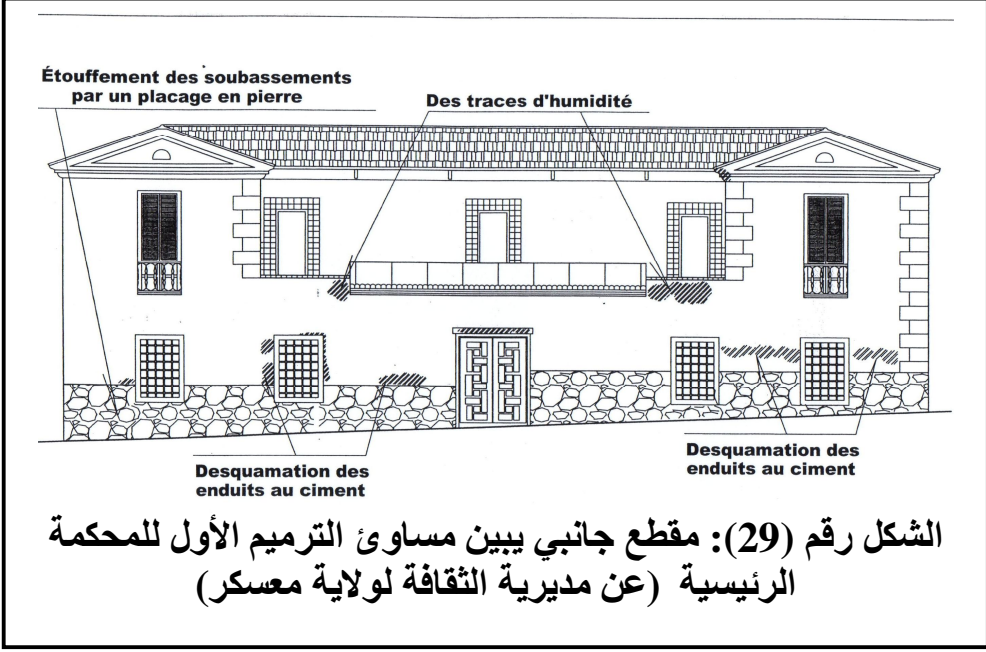 Étouffement des soubassements
par un placage en pierre
Des traces d'humidité
Desquamation des
enduits au ciment
Desquamation des
enduits au ciment
الشكل رقم (29): مقطع جانبي يبين مساوئ الترميم الأول للمحكمة
الرئيسية (عن مديرية الثقافة لولاية معسكر)